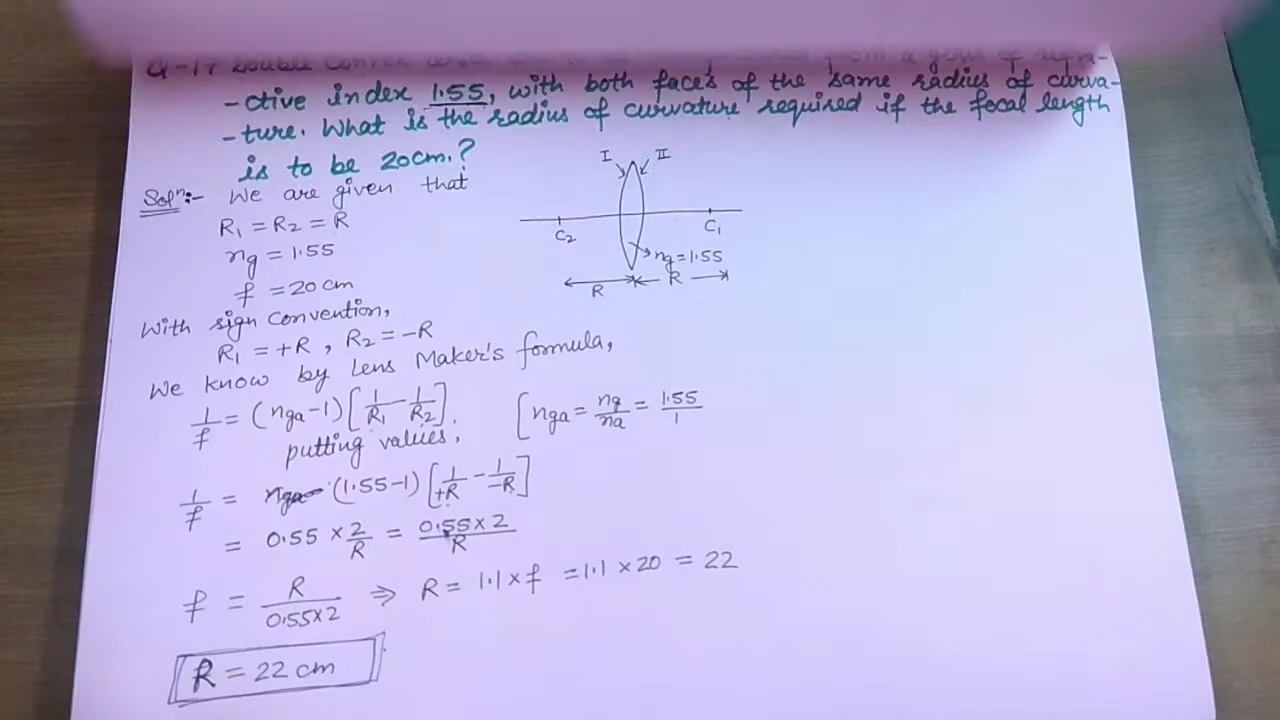 -ctive index 1.55, with both faces of the same radius of curva-
-ture. What is the radius of curvature required if the focal length
is to be 20cm.?
Solⁿ:- We are given that
R₁ = R₂ = R
ng = 1.55
f = 20 cm
I II
C₂ C₁
ng = 1.55
R R
With sign convention,
R₁ = +R , R₂ = -R
We know by Lens Maker's formula,
1/f = (nga - 1) [1/R₁ - 1/R₂] . [nga = ng/na = 1.55/1
putting values,
1/f = (1.55-1) [1/+R - 1/-R]
= 0.55 × 2/R = 0.55 × 2/R
f = R/0.55×2 ⇒ R = 1.1 × f = 1.1 × 20 = 22
R = 22 cm